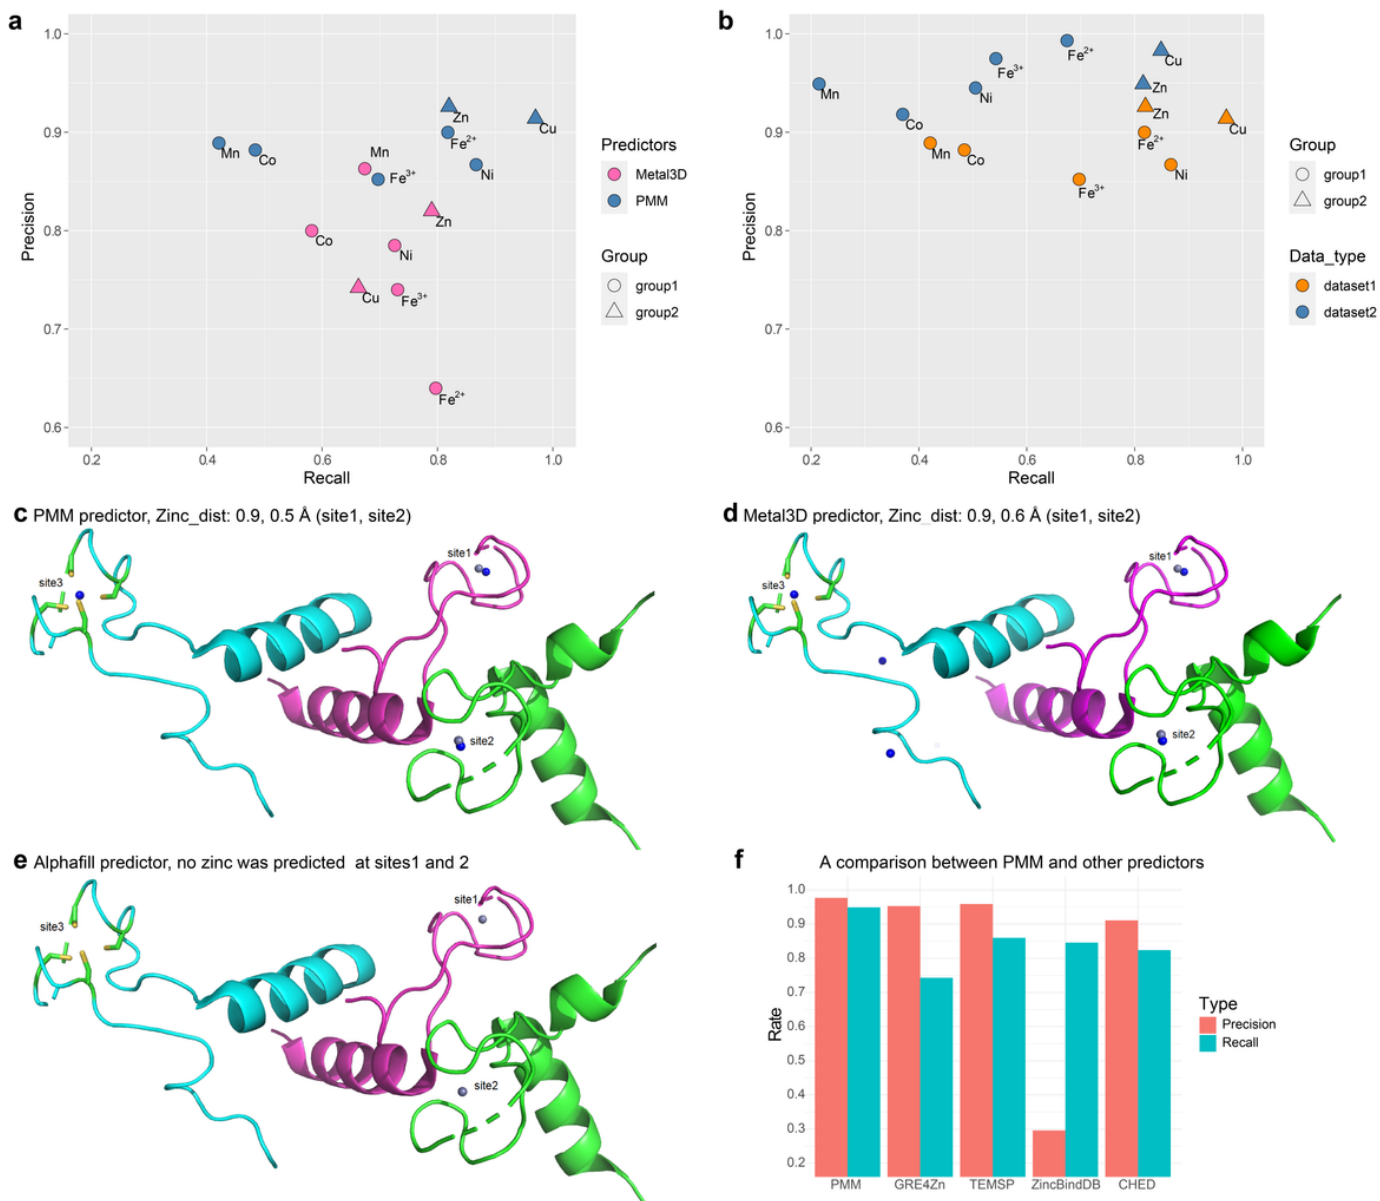 a
1.0
0.9
0.8
0.7
0.6
Precision
0.2
0.4
0.6
0.8
1.0
Recall
Mn
Co
Mn
Fe3+
Zn
Fe2+
Cu
Ni
Zn
Co
Ni
Cu
Fe3+
Fe2+
Predictors
Metal3D
PMM
Group
group1
group2
b
1.0
0.9
0.8
0.7
0.6
Precision
0.2
0.4
0.6
0.8
1.0
Recall
Fe2+
Cu
Fe3+
Mn
Ni
Zn
Co
Zn
Cu
Fe2+
Mn
Co
Ni
Fe3+
Group
group1
group2
Data_type
dataset1
dataset2
c PMM predictor, Zinc_dist: 0.9, 0.5 Å (site1, site2)
site1
site3
site2
d Metal3D predictor, Zinc_dist: 0.9, 0.6 Å (site1, site2)
site1
site3
site2
e Alphafill predictor, no zinc was predicted at sites1 and 2
site1
site3
site2
f A comparison between PMM and other predictors
1.0
0.9
0.8
0.7
0.6
0.5
0.4
0.3
0.2
Rate
PMM
GRE4Zn
TEMSP
ZincBindDB
CHED
Type
Precision
Recall